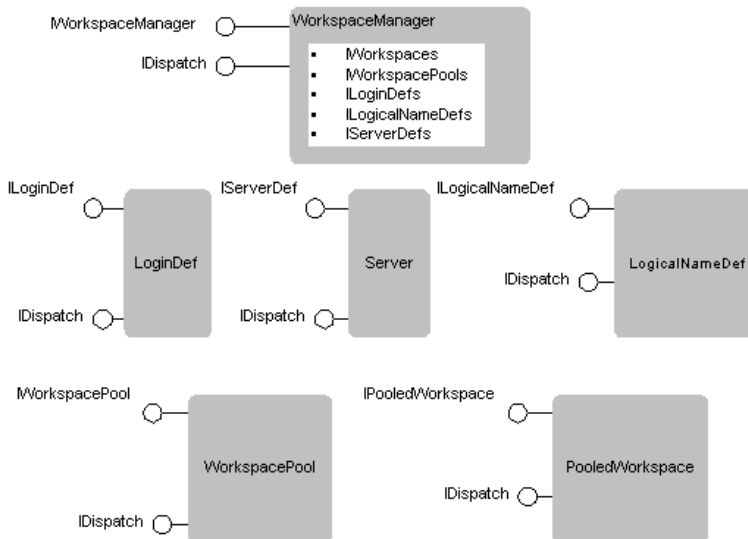 IWorkspaceManager
WorkspaceManager
IDispatch
▪ IWorkspaces
▪ IWorkspacePools
▪ ILoginDefs
▪ ILogicalNameDefs
▪ IServerDefs
ILoginDef
IServerDef
ILogicalNameDef
LoginDef
Server
LogicalNameDef
IDispatch
IDispatch
IDispatch
IWorkspacePool
IPooledWorkspace
WorkspacePool
PooledWorkspace
IDispatch
IDispatch